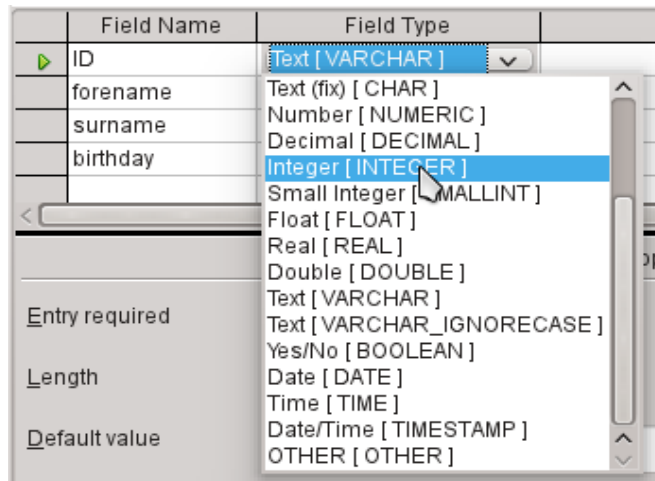 Field Name Field Type
ID Text [ VARCHAR ]
forename
surname
birthday
Text (fix) [ CHAR ]
Number [ NUMERIC ]
Decimal [ DECIMAL ]
Integer [ INTEGER ]
Small Integer [ SMALLINT ]
Float [ FLOAT ]
Real [ REAL ]
Double [ DOUBLE ]
Text [ VARCHAR ]
Text [ VARCHAR_IGNORECASE ]
Yes/No [ BOOLEAN ]
Date [ DATE ]
Time [ TIME ]
Date/Time [ TIMESTAMP ]
OTHER [ OTHER ]
Entry required
Length
Default value